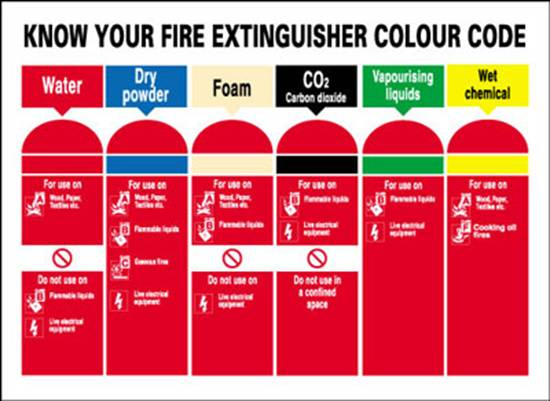 KNOW YOUR FIRE EXTINGUISHER COLOUR CODE
Water
Dry
powder
Foam
CO2
Carbon dioxide
Vapourising
liquids
Wet
chemical
For use on
A
Wood, Paper,
Textiles etc.
Do not use on
B
Flammable liquids
Live electrical
equipment
For use on
A
Wood, Paper,
Textiles etc.
B
Flammable liquids
C
Gaseous fires
Live electrical
equipment
For use on
A
Wood, Paper,
Textiles etc.
B
Flammable liquids
Do not use on
Live electrical
equipment
For use on
B
Flammable liquids
Live electrical
equipment
Do not use in
a confined
space
For use on
B
Flammable liquids
Live electrical
equipment
For use on
A
Wood, Paper,
Textiles etc.
F
Cooking oil
fires